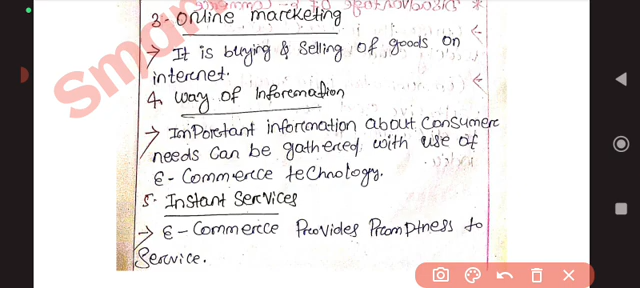 3- Online marketing
→ It is buying & Selling of goods on
internet.
4. Way of Information
→ Important information about Consumer
needs can be gathered with use of
E-Commerce technology.
5. Instant Services
→ E-Commerce Provides Promptness to
Service.
Smar